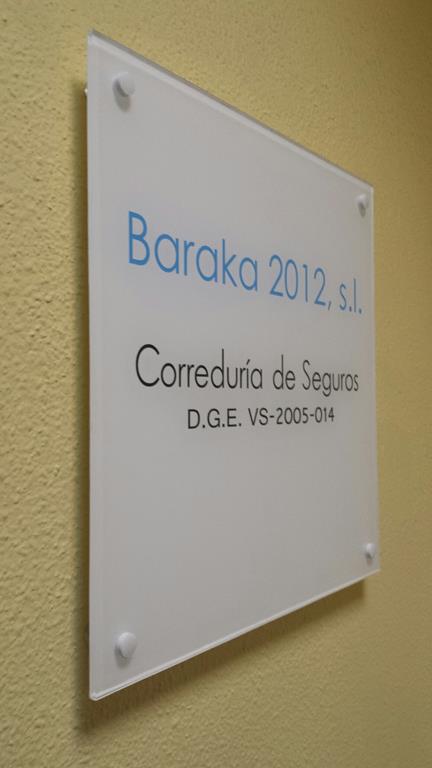 Baraka 2012, s.l.
Correduría de Seguros
D.G.E. VS-2005-014